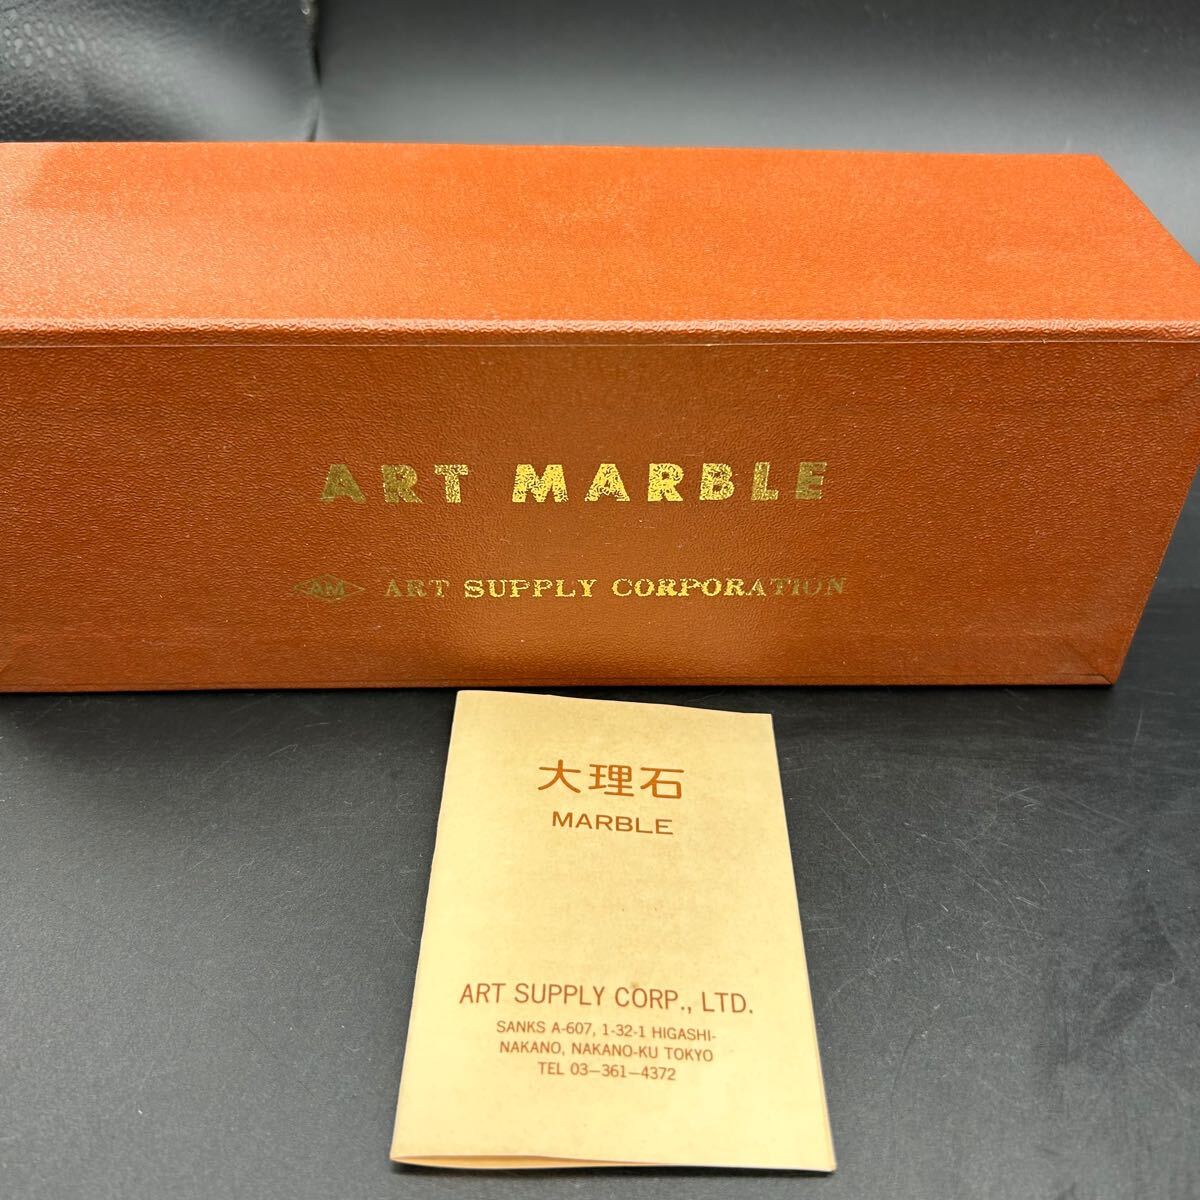 ART MARBLE
AM ART SUPPLY CORPORATION
大理石
MARBLE
ART SUPPLY CORP., LTD.
SANKS A-607, 1-32-1 HIGASHI-
NAKANO, NAKANO-KU TOKYO
TEL 03—361—4372